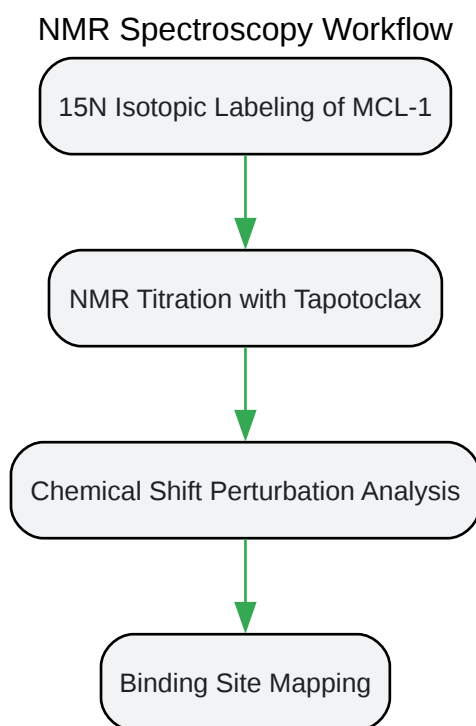 NMR Spectroscopy Workflow
15N Isotopic Labeling of MCL-1
NMR Titration with Tapotoclax
Chemical Shift Perturbation Analysis
Binding Site Mapping